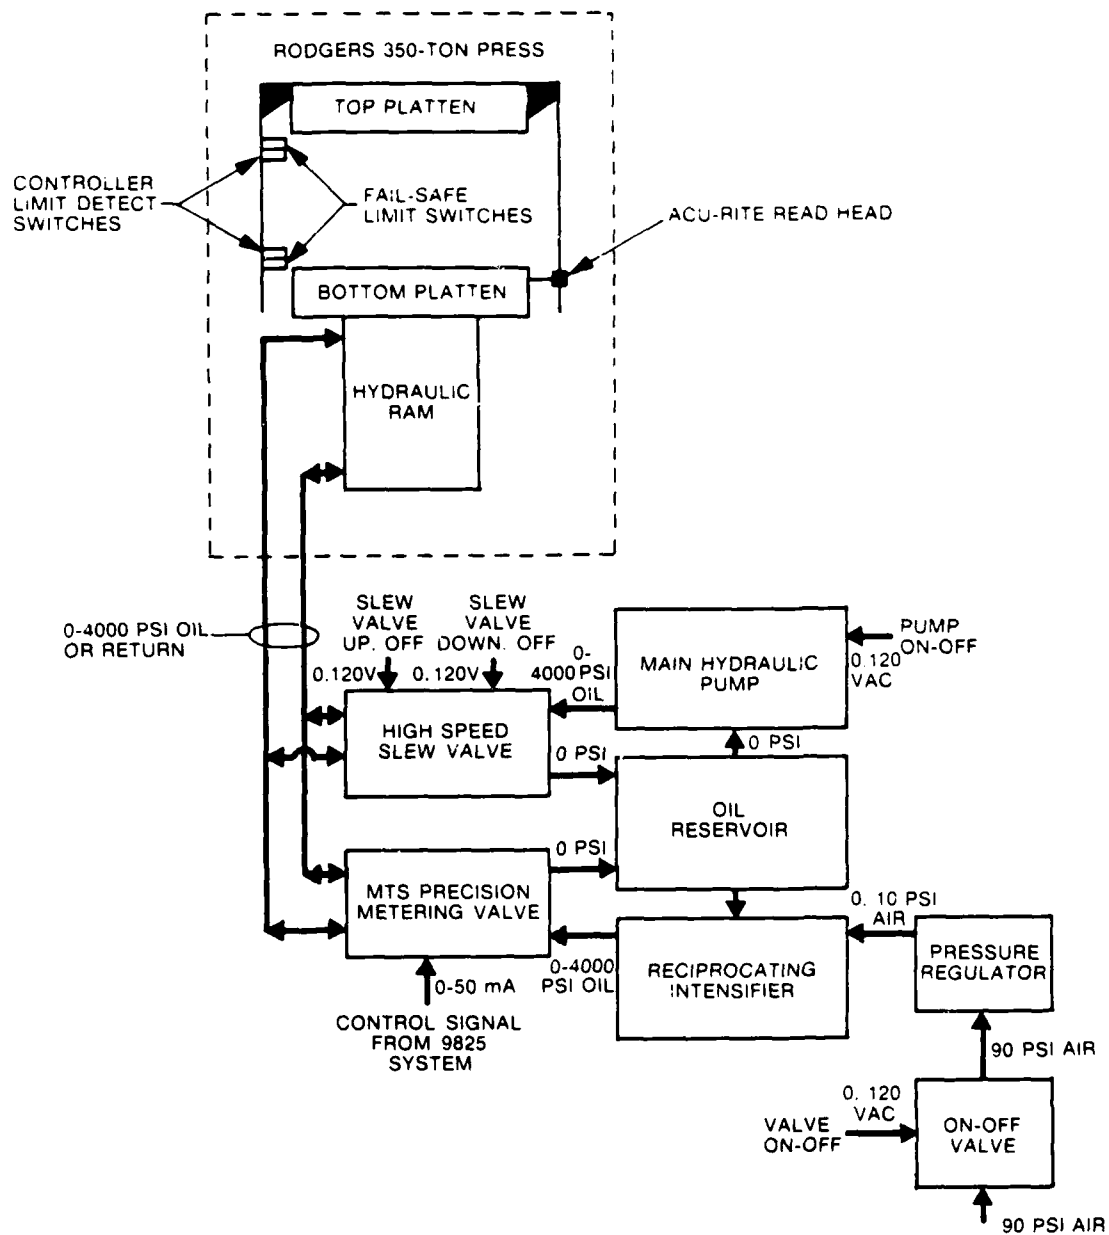 RODGERS 350-TON PRESS
TOP PLATTEN
CONTROLLER
LIMIT DETECT
SWITCHES
FAIL-SAFE
LIMIT SWITCHES
ACU-RITE READ HEAD
BOTTOM PLATTEN
HYDRAULIC
RAM
0-4000 PSI OIL
OR RETURN
SLEW
VALVE
UP. OFF
SLEW
VALVE
DOWN. OFF
0.120V
0.120V
0-
4000 PSI
OIL
MAIN HYDRAULIC
PUMP
PUMP
ON-OFF
0.120
VAC
HIGH SPEED
SLEW VALVE
0 PSI
0 PSI
OIL
RESERVOIR
0 PSI
MTS PRECISION
METERING VALVE
0-4000
PSI OIL
RECIPROCATING
INTENSIFIER
0. 10 PSI
AIR
PRESSURE
REGULATOR
0-50 mA
CONTROL SIGNAL
FROM 9825
SYSTEM
90 PSI AIR
0. 120
VAC
VALVE
ON-OFF
ON-OFF
VALVE
90 PSI AIR